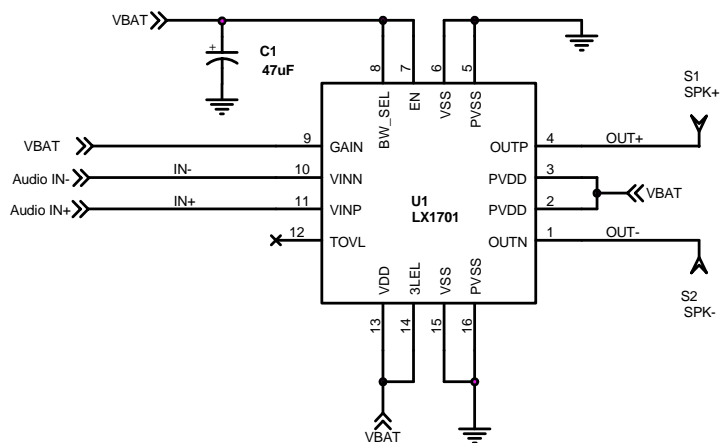 VBAT
C1
+
47uF
8
7
6
5
BW_SEL
EN
VSS
PVSS
S1
SPK+
VBAT
9
GAIN
OUTP
4
OUT+
Audio IN-
IN-
10
VINN
PVDD
3
VBAT
Audio IN+
IN+
11
VINP
U1
LX1701
PVDD
2
12
TOVL
OUTN
1
OUT-
VDD
3LEL
VSS
PVSS
S2
SPK-
13
14
15
16
VBAT